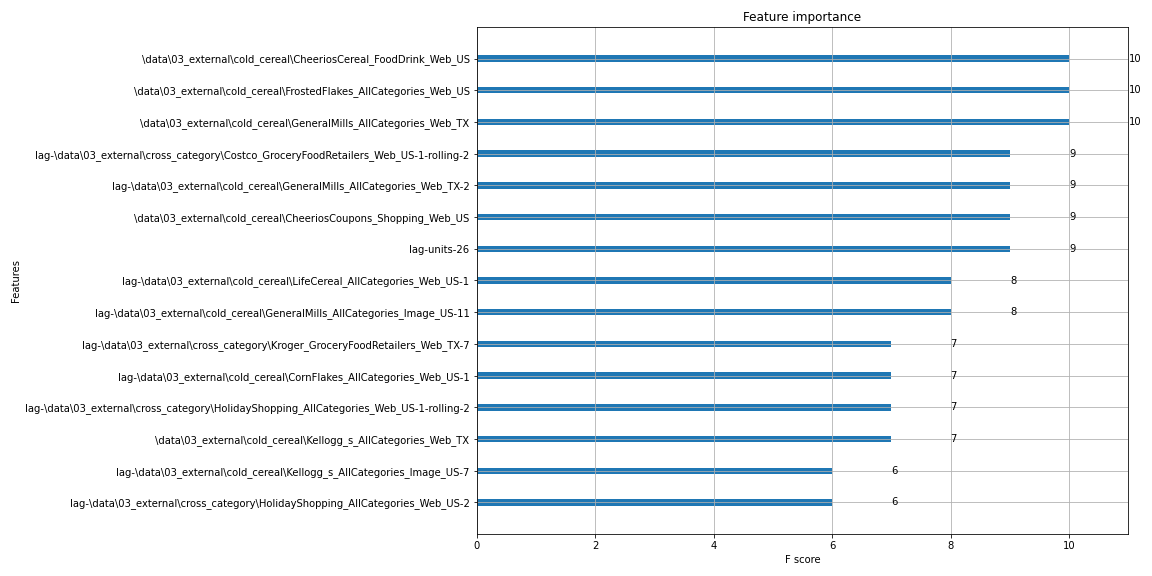 Feature importance
\data\03_external\cold_cereal\CheeriosCereal_FoodDrink_Web_US 10
\data\03_external\cold_cereal\FrostedFlakes_AllCategories_Web_US 10
\data\03_external\cold_cereal\GeneralMills_AllCategories_Web_TX 10
lag-\data\03_external\cross_category\Costco_GroceryFoodRetailers_Web_US-1-rolling-2 9
lag-\data\03_external\cold_cereal\GeneralMills_AllCategories_Web_TX-2 9
\data\03_external\cold_cereal\CheeriosCoupons_Shopping_Web_US 9
lag-units-26 9
lag-\data\03_external\cold_cereal\LifeCereal_AllCategories_Web_US-1 8
lag-\data\03_external\cold_cereal\GeneralMills_AllCategories_Image_US-11 8
lag-\data\03_external\cross_category\Kroger_GroceryFoodRetailers_Web_TX-7 7
lag-\data\03_external\cold_cereal\CornFlakes_AllCategories_Web_US-1 7
lag-\data\03_external\cross_category\HolidayShopping_AllCategories_Web_US-1-rolling-2 7
\data\03_external\cold_cereal\Kellogg_s_AllCategories_Web_TX 7
lag-\data\03_external\cold_cereal\Kellogg_s_AllCategories_Image_US-7 6
lag-\data\03_external\cross_category\HolidayShopping_AllCategories_Web_US-2 6
Features
0 2 4 6 8 10
F score